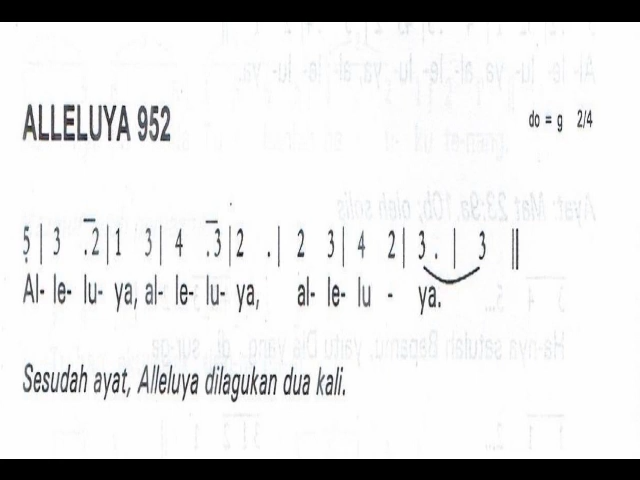 ALLELUYA 952
do = g 2/4
5̣ | 3 .2̅ | 1 3 | 4 .3̅ | 2 . | 2 3 | 4 2 | 3 . | 3 ||
Al- le- lu- ya, al- le- lu- ya, al- le- lu - ya.
Sesudah ayat, Alleluya dilagukan dua kali.